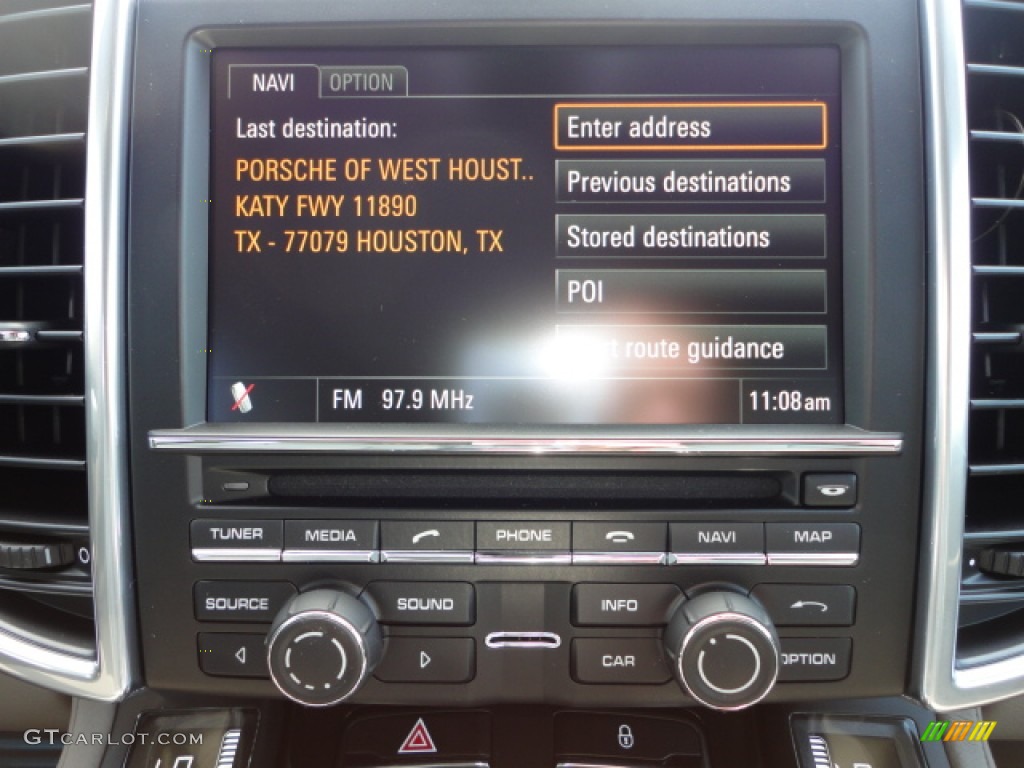 NAVI OPTION
Last destination:
PORSCHE OF WEST HOUST..
KATY FWY 11890
TX - 77079 HOUSTON, TX
Enter address
Previous destinations
Stored destinations
POI
route guidance
FM 97.9 MHz
11:08am
TUNER MEDIA PHONE NAVI MAP
SOURCE SOUND INFO
CAR OPTION
GTCARLOT.COM